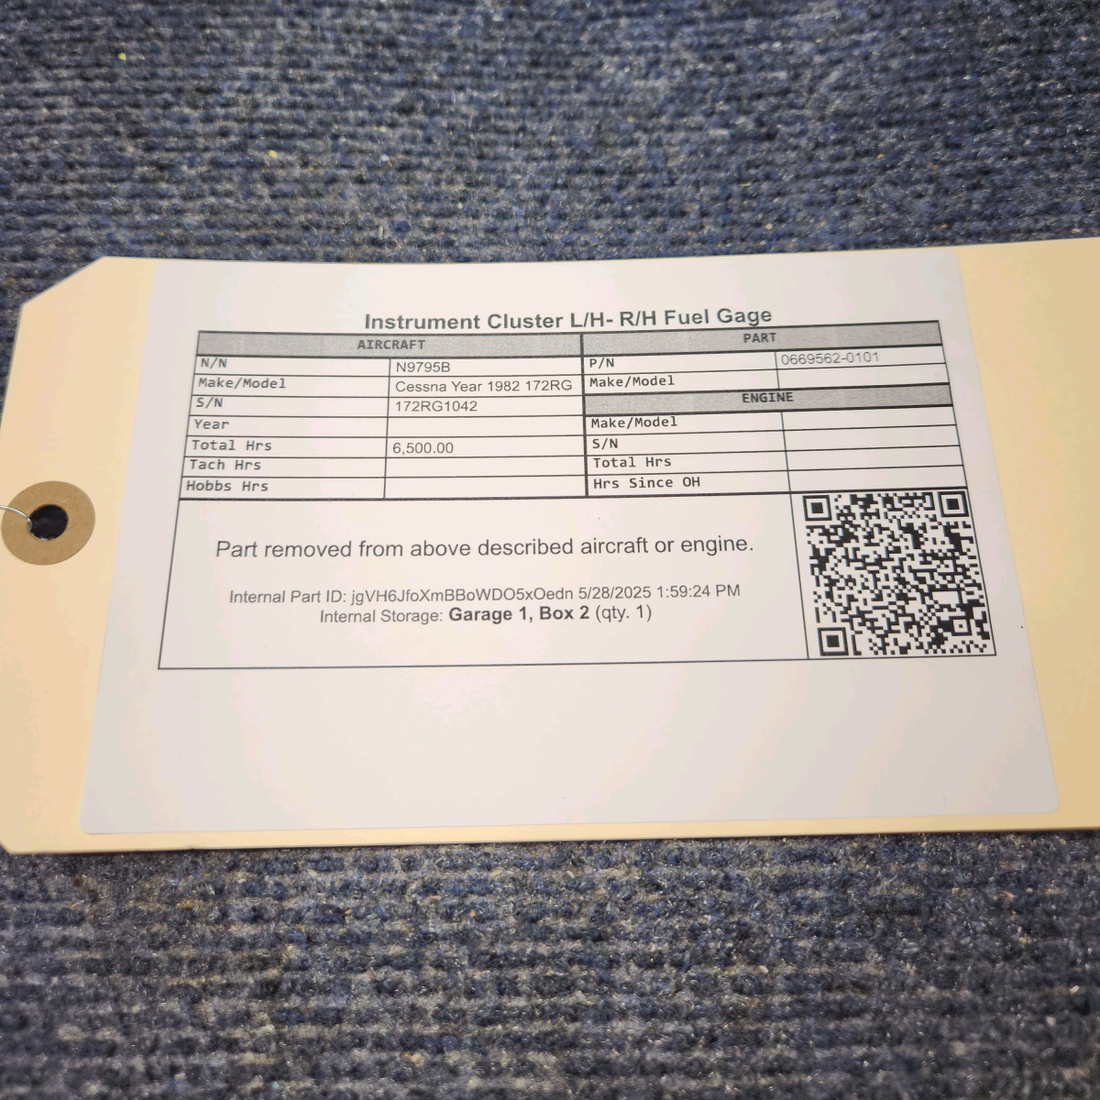 Instrument Cluster L/H- R/H Fuel Gage
AIRCRAFT PART
N/N N9795B P/N 0669562-0101
Make/Model Cessna Year 1982 172RG Make/Model
S/N 172RG1042 ENGINE
Year Make/Model
Total Hrs 6,500.00 S/N
Tach Hrs Total Hrs
Hobbs Hrs Hrs Since OH
Part removed from above described aircraft or engine.
Internal Part ID: jgVH6JfoXmBBoWDO5xOedn 5/28/2025 1:59:24 PM
Internal Storage: Garage 1, Box 2 (qty. 1)